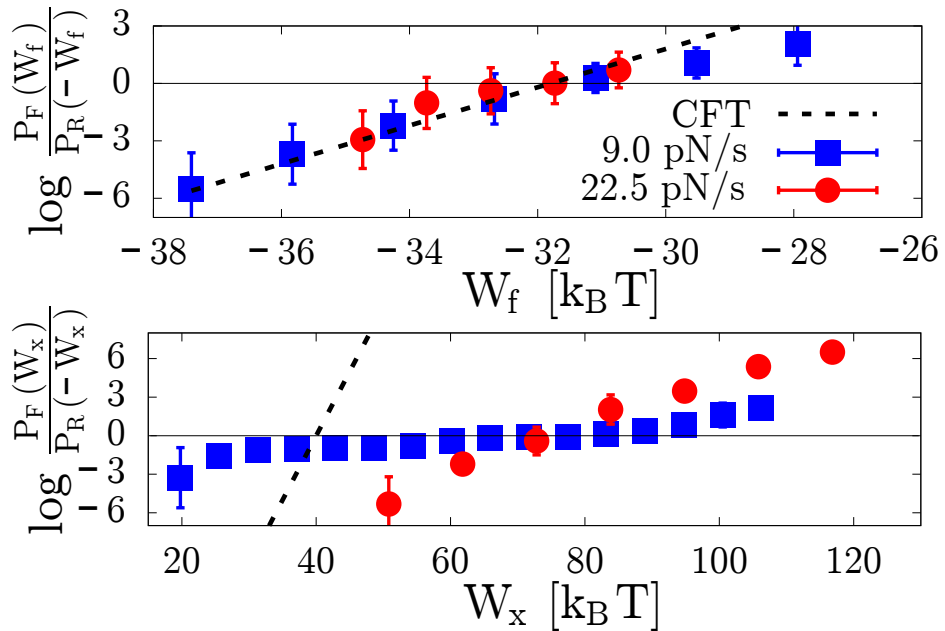 log P_F(W_f) / P_R(−W_f)
3
0
−3
−6
CFT
9.0 pN/s
22.5 pN/s
−38 −36 −34 −32 −30 −28 −26
W_f [k_B T]
log P_F(W_x) / P_R(−W_x)
6
3
0
−3
−6
20 40 60 80 100 120
W_x [k_B T]